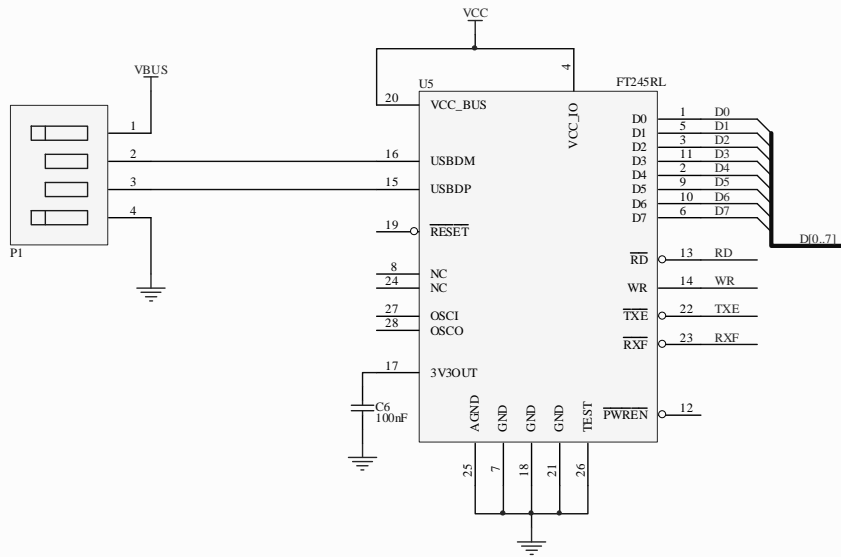 VCC
VBUS
U5
FT245RL
4
20
VCC_BUS
VCC_IO
1
2
3
4
P1
16
USBDM
15
USBDP
19
RESET
8
NC
24
NC
27
OSCI
28
OSCO
17
3V3OUT
C6
100nF
D0 1 D0
D1 5 D1
D2 3 D2
D3 11 D3
D4 2 D4
D5 9 D5
D6 10 D6
D7 6 D7
D[0..7]
RD 13 RD
WR 14 WR
TXE 22 TXE
RXF 23 RXF
PWREN 12
AGND
GND
GND
GND
TEST
25
7
18
21
26